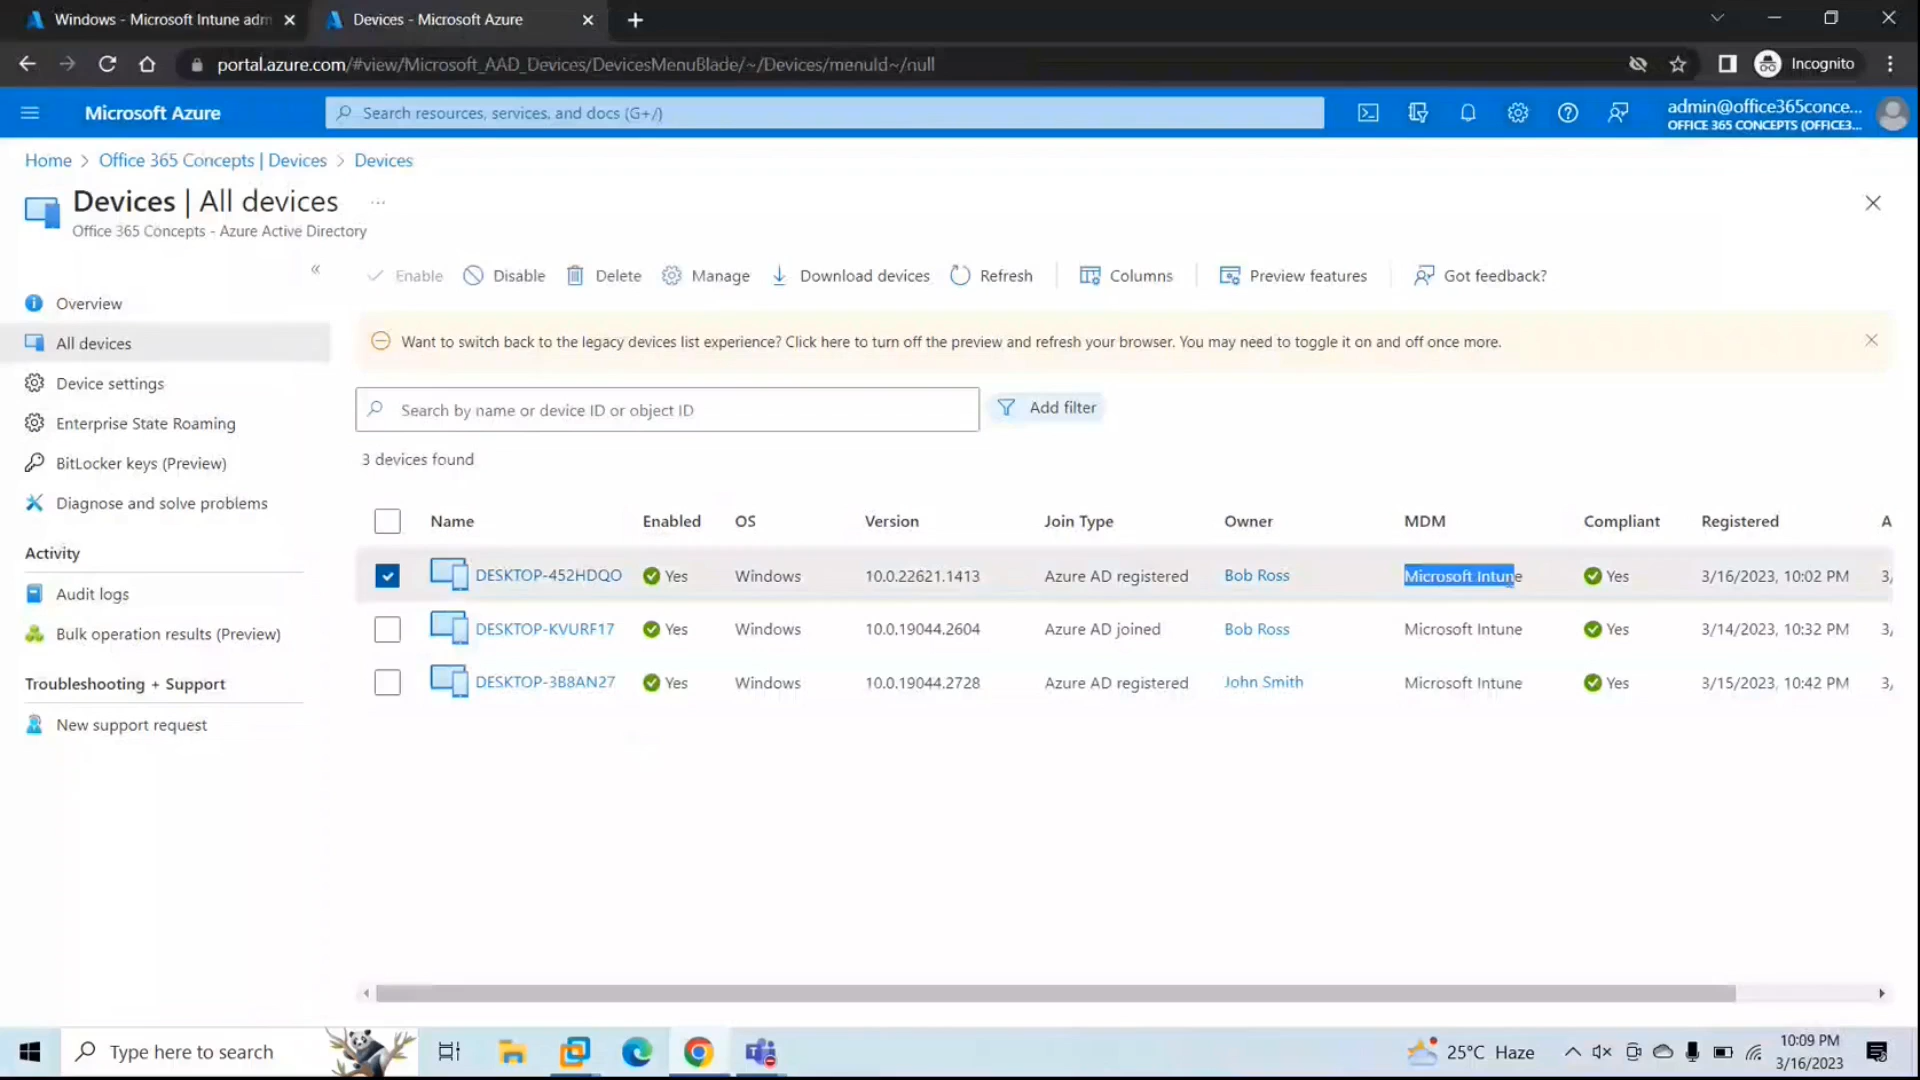 Windows - Microsoft Intune adm
Devices - Microsoft Azure
portal.azure.com/#view/Microsoft_AAD_Devices/DevicesMenuBlade/~/Devices/menuId~/null
Incognito
Microsoft Azure
Search resources, services, and docs (G+/)
admin@office365conce...
OFFICE 365 CONCEPTS (OFFICE3...
Home > Office 365 Concepts | Devices > Devices
Devices | All devices ...
Office 365 Concepts - Azure Active Directory
Enable Disable Delete Manage Download devices Refresh Columns Preview features Got feedback?
Overview
All devices
Device settings
Enterprise State Roaming
BitLocker keys (Preview)
Diagnose and solve problems
Activity
Audit logs
Bulk operation results (Preview)
Troubleshooting + Support
New support request
Want to switch back to the legacy devices list experience? Click here to turn off the preview and refresh your browser. You may need to toggle it on and off once more.
Search by name or device ID or object ID
Add filter
3 devices found
Name Enabled OS Version Join Type Owner MDM Compliant Registered A
DESKTOP-452HDQO Yes Windows 10.0.22621.1413 Azure AD registered Bob Ross Microsoft Intune Yes 3/16/2023, 10:02 PM 3/
DESKTOP-KVURF17 Yes Windows 10.0.19044.2604 Azure AD joined Bob Ross Microsoft Intune Yes 3/14/2023, 10:32 PM 3/
DESKTOP-3B8AN27 Yes Windows 10.0.19044.2728 Azure AD registered John Smith Microsoft Intune Yes 3/15/2023, 10:42 PM 3/
Type here to search
25°C Haze
10:09 PM
3/16/2023